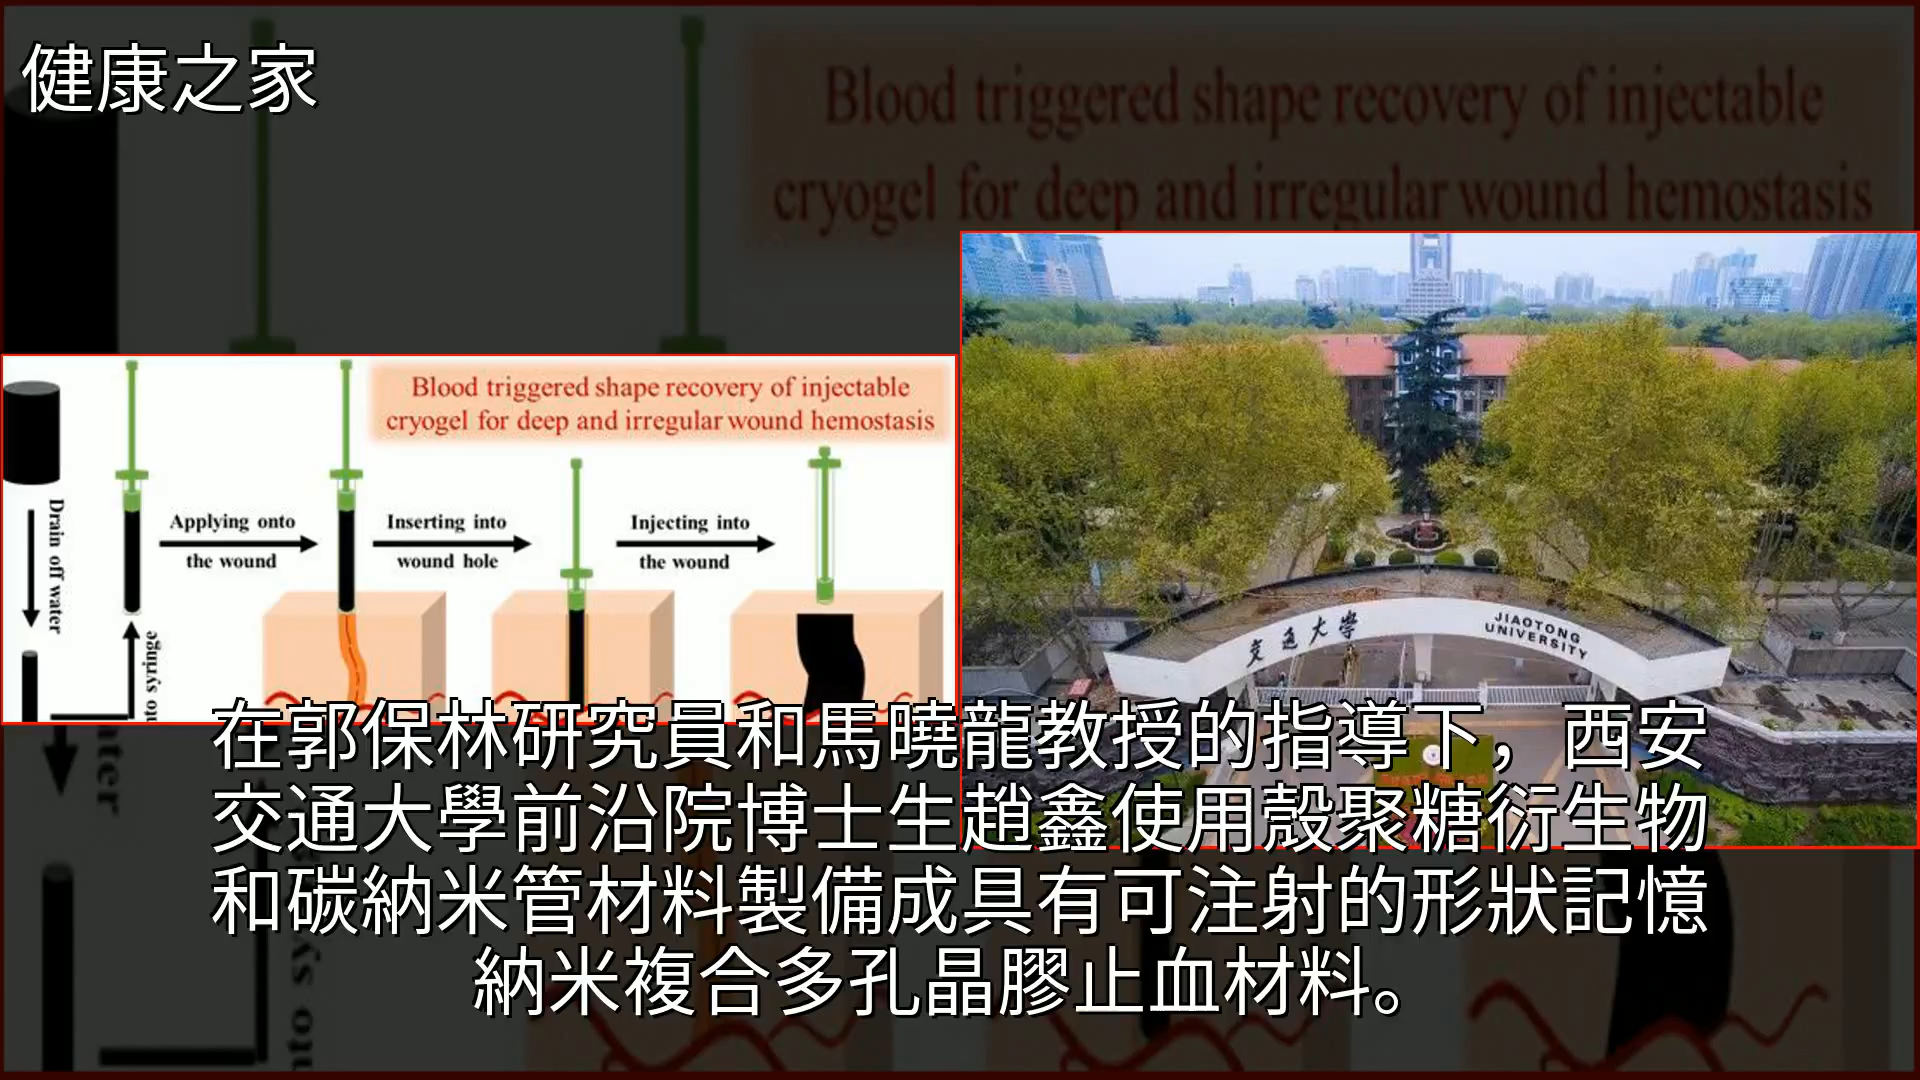 健康之家
Blood triggered shape recovery of injectable
cryogel for deep and irregular wound hemostasis
Blood triggered shape recovery of injectable
cryogel for deep and irregular wound hemostasis
Drain off water
Applying onto
the wound
Inserting into
wound hole
Injecting into
the wound
nto syringe
交通大學
JIAOTONG
UNIVERSITY
在郭保林研究員和馬曉龍教授的指導下，西安
交通大學前沿院博士生趙鑫使用殼聚糖衍生物
和碳納米管材料製備成具有可注射的形狀記憶
納米複合多孔晶膠止血材料。
ater
nto sy